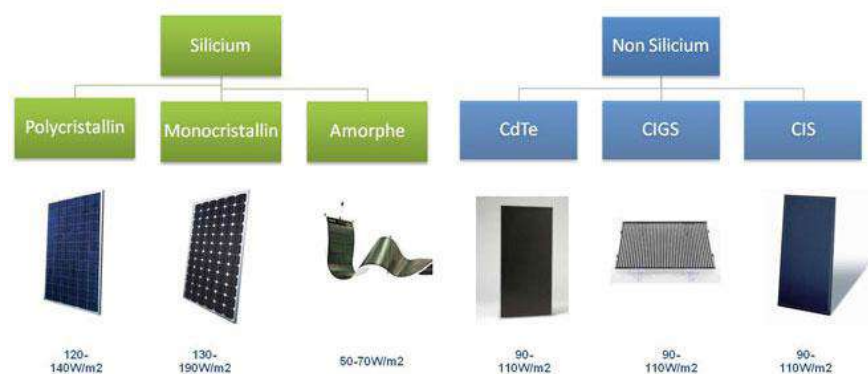 Silicium
Non Silicium
Polycristallin
Monocristallin
Amorphe
CdTe
CIGS
CIS
120-
140W/m2
130-
190W/m2
50-70W/m2
90-
110W/m2
90-
110W/m2
90-
110W/m2